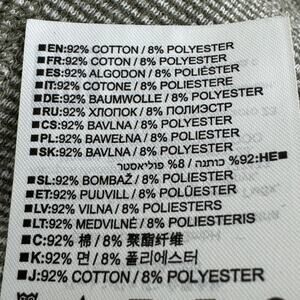 ■EN:92% COTTON / 8% POLYESTER
■FR:92% COTON / 8% POLYESTER
■ES:92% ALGODON / 8% POLIÉSTER
■IT:92% COTONE / 8% POLIESTERE
■DE:92% BAUMWOLLE / 8% POLYESTER
■RU:92% ХЛОПОК / 8% ПОЛИЭСТР
■CS:92% BAVLNA / 8% POLYESTER
■PL:92% BAWEŁNA / 8% POLYESTER
■SK:92% BAVLNA / 8% POLYESTER
■HE:92% כותנה / 8% פוליאסטר
■SL:92% BOMBAŽ / 8% POLIESTER
■ET:92% PUUVILL / 8% POLÜESTER
■LV:92% VILNA / 8% POLIESTERIS
■LT:92% MEDVILNĖ / 8% POLIESTERIS
■C:92% 棉 / 8% 聚酯纤维
■K:92% 면 / 8% 폴리에스터
■J:92% COTTON / 8% POLYESTER